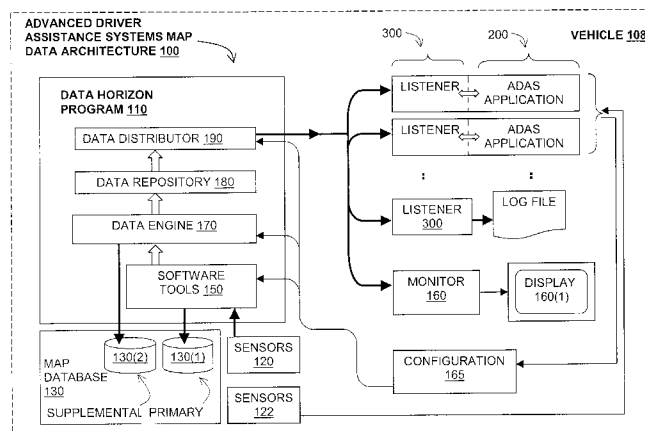 ADVANCED DRIVER
ASSISTANCE SYSTEMS MAP
DATA ARCHITECTURE 100
300
200
VEHICLE 108
DATA HORIZON
PROGRAM 110
DATA DISTRIBUTOR 190
DATA REPOSITORY 180
DATA ENGINE 170
SOFTWARE
TOOLS
150
LISTENER
ADAS
APPLICATION
LISTENER
ADAS
APPLICATION
:
:
LISTENER
300
LOG FILE
MONITOR
160
DISPLAY
160(1)
CONFIGURATION
165
MAP
DATABASE
130
130(2)
130(1)
SUPPLEMENTAL
PRIMARY
SENSORS
120
SENSORS
122